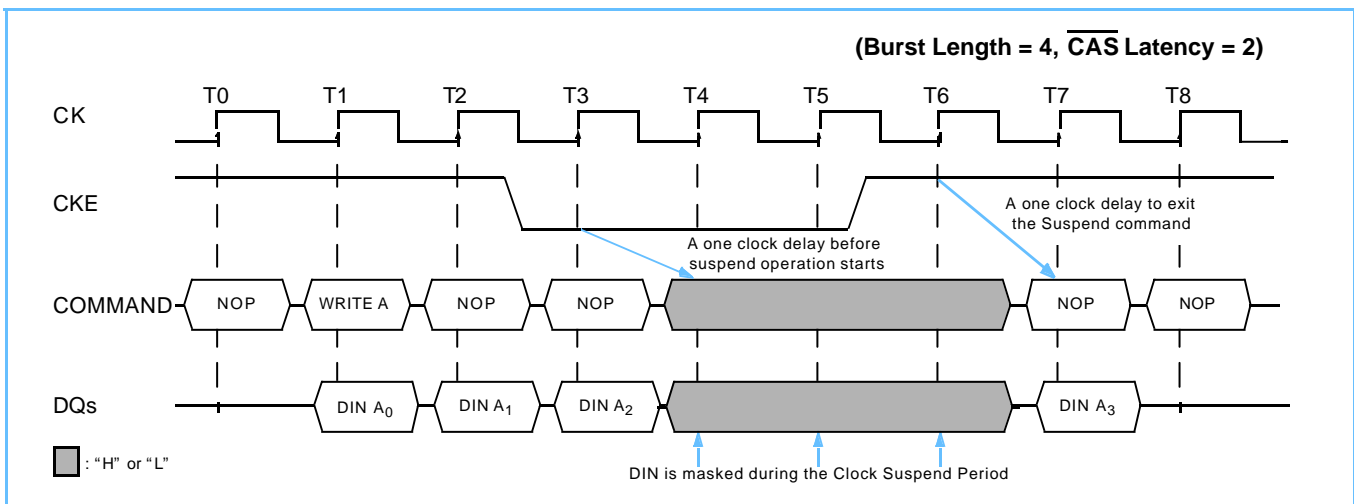 (Burst Length = 4, CAS Latency = 2)
T0 T1 T2 T3 T4 T5 T6 T7 T8
CK
CKE
A one clock delay to exit
the Suspend command
A one clock delay before
suspend operation starts
COMMAND NOP WRITE A NOP NOP NOP NOP
DQs DIN A0 DIN A1 DIN A2 DIN A3
: “H” or “L”
DIN is masked during the Clock Suspend Period